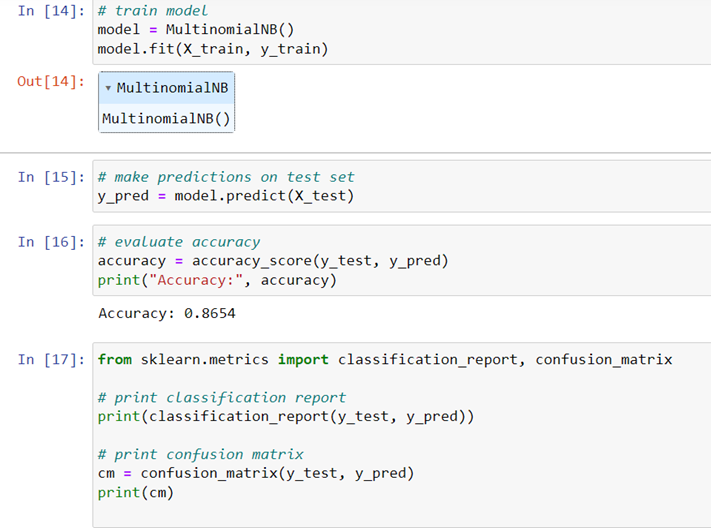 In [14]: # train model
model = MultinomialNB()
model.fit(X_train, y_train)
Out[14]: ▾ MultinomialNB
MultinomialNB()
In [15]: # make predictions on test set
y_pred = model.predict(X_test)
In [16]: # evaluate accuracy
accuracy = accuracy_score(y_test, y_pred)
print("Accuracy:", accuracy)
Accuracy: 0.8654
In [17]: from sklearn.metrics import classification_report, confusion_matrix
# print classification report
print(classification_report(y_test, y_pred))
# print confusion matrix
cm = confusion_matrix(y_test, y_pred)
print(cm)